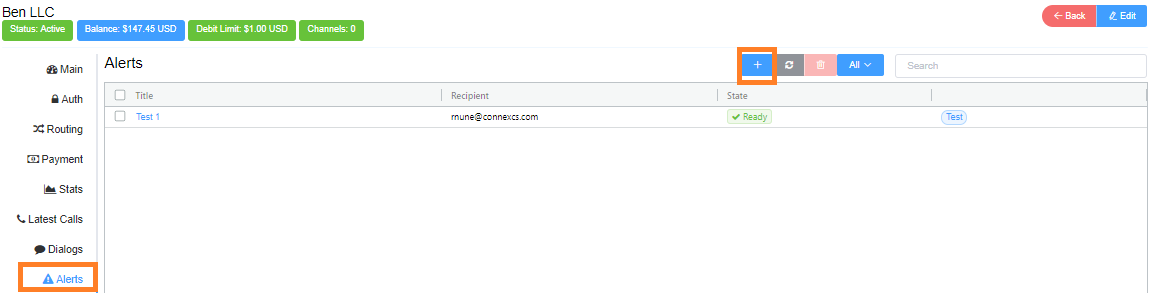 Ben LLC
Status: Active Balance: $147.45 USD Debit Limit: $1.00 USD Channels: 0
Back Edit
Main
Auth
Routing
Payment
Stats
Latest Calls
Dialogs
Alerts
Alerts
All Search
Title Recipient State
Test 1 rnune@connexcs.com Ready Test